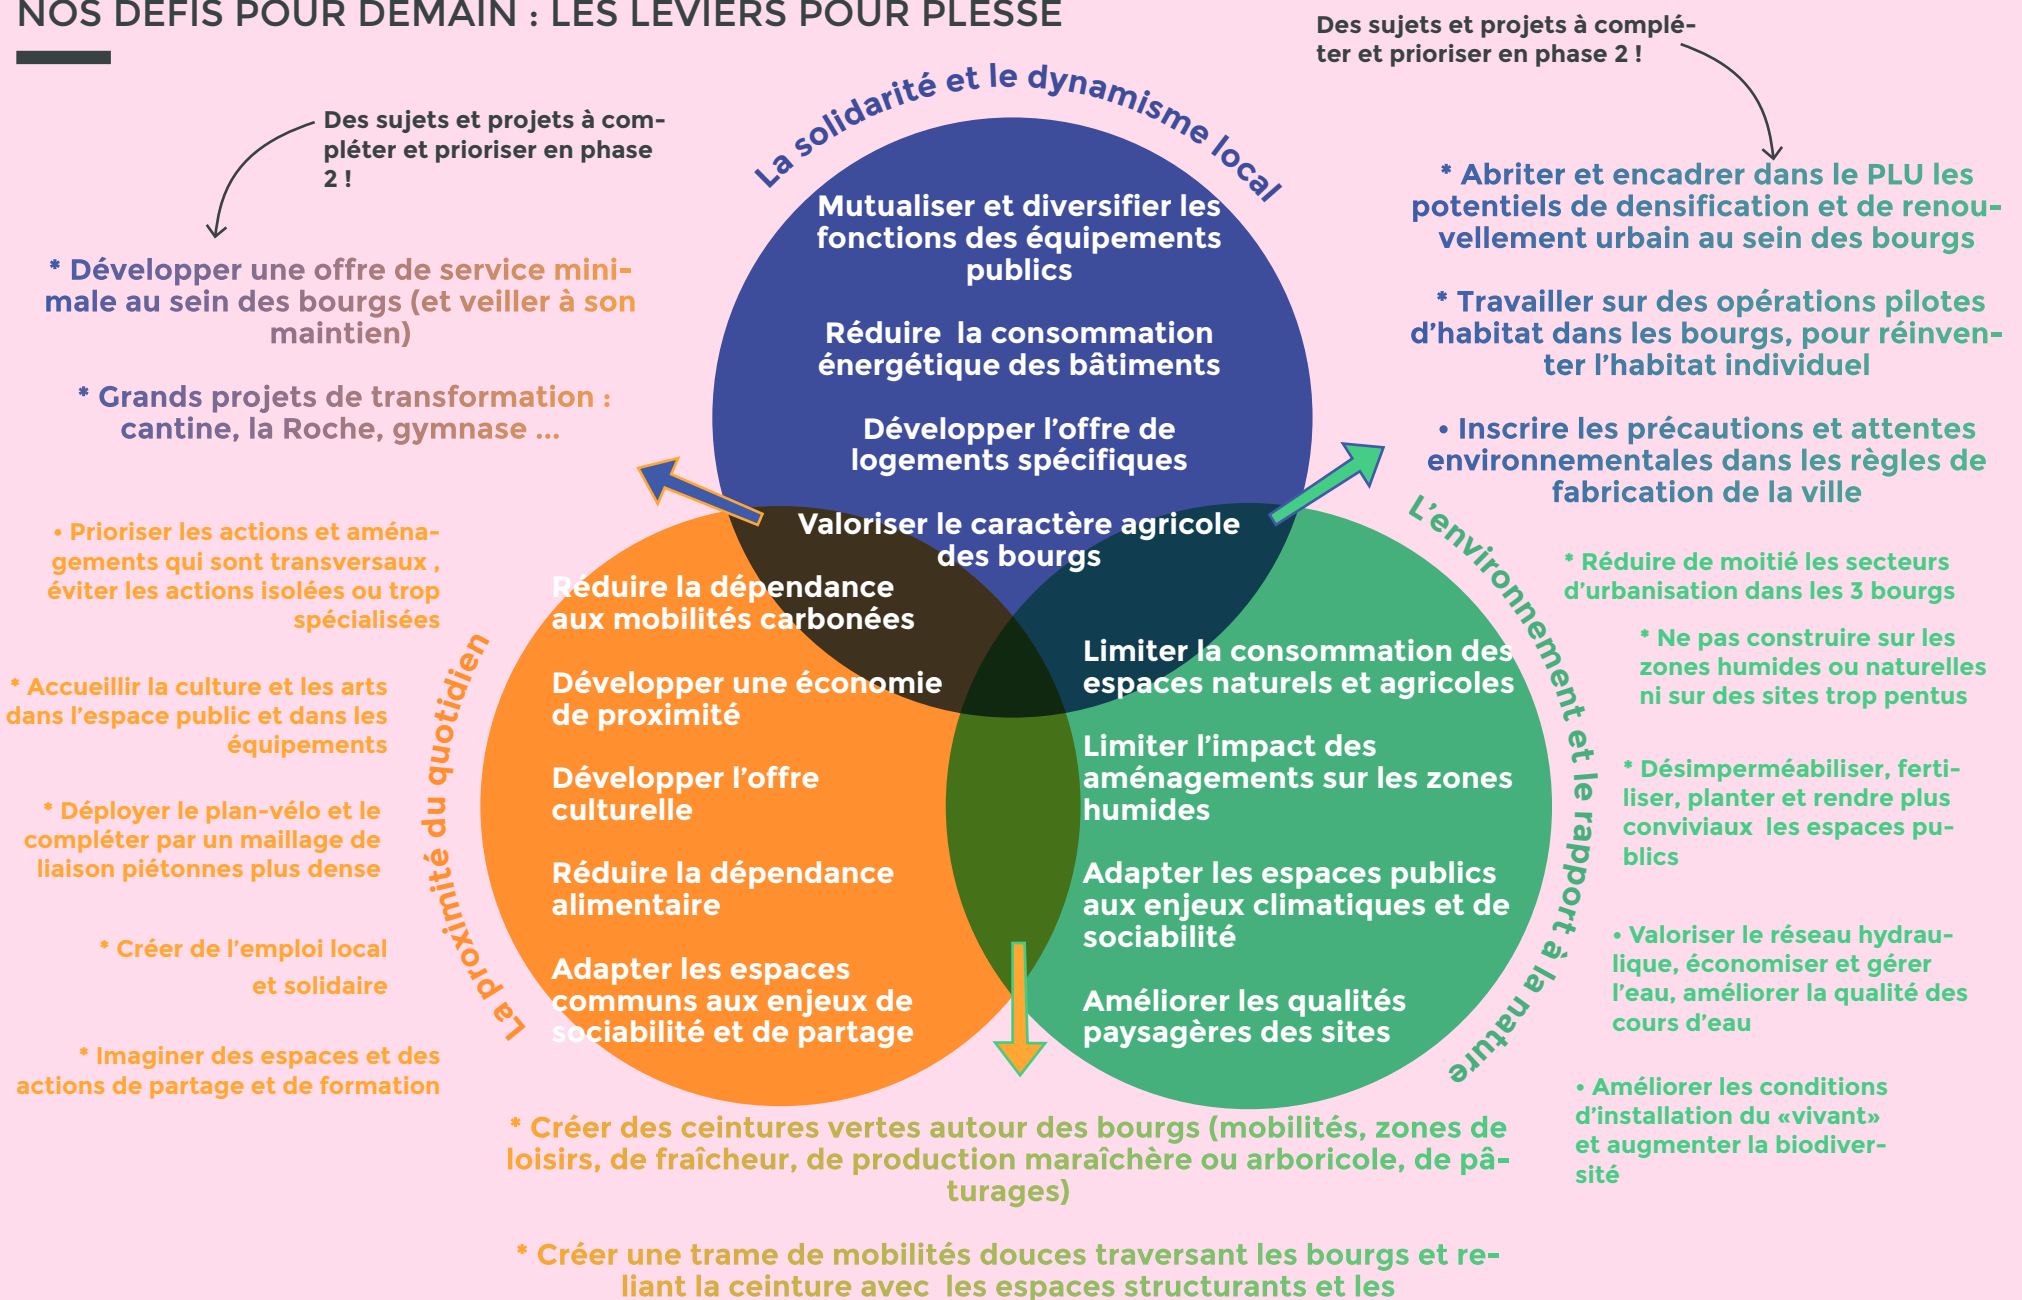 NOS DÉFIS POUR DEMAIN : LES LEVIERS POUR PLESSÉ
Des sujets et projets à complé-
ter et prioriser en phase 2 !
Des sujets et projets à com-
pléter et prioriser en phase
2 !
* Développer une offre de service mini-
male au sein des bourgs (et veiller à son
maintien)
* Grands projets de transformation :
cantine, la Roche, gymnase ...
La solidarité et le dynamisme local
Mutualiser et diversifier les
fonctions des équipements
publics
Réduire la consommation
énergétique des bâtiments
Développer l'offre de
logements spécifiques
Valoriser le caractère agricole
des bourgs
* Abriter et encadrer dans le PLU les
potentiels de densification et de renou-
vellement urbain au sein des bourgs
* Travailler sur des opérations pilotes
d'habitat dans les bourgs, pour réinven-
ter l'habitat individuel
• Inscrire les précautions et attentes
environnementales dans les règles de
fabrication de la ville
• Prioriser les actions et aména-
gements qui sont transversaux ,
éviter les actions isolées ou trop
spécialisées
* Accueillir la culture et les arts
dans l'espace public et dans les
équipements
* Déployer le plan-vélo et le
compléter par un maillage de
liaison piétonnes plus dense
* Créer de l'emploi local
et solidaire
* Imaginer des espaces et des
actions de partage et de formation
La proximité du quotidien
Réduire la dépendance
aux mobilités carbonées
Développer une économie
de proximité
Développer l'offre
culturelle
Réduire la dépendance
alimentaire
Adapter les espaces
communs aux enjeux de
sociabilité et de partage
Limiter la consommation des
espaces naturels et agricoles
Limiter l'impact des
aménagements sur les zones
humides
Adapter les espaces publics
aux enjeux climatiques et de
sociabilité
Améliorer les qualités
paysagères des sites
L'environnement et le rapport à la nature
* Réduire de moitié les secteurs
d'urbanisation dans les 3 bourgs
* Ne pas construire sur les
zones humides ou naturelles
ni sur des sites trop pentus
* Désimperméabiliser, ferti-
liser, planter et rendre plus
conviviaux les espaces pu-
blics
• Valoriser le réseau hydrau-
lique, économiser et gérer
l'eau, améliorer la qualité des
cours d'eau
• Améliorer les conditions
d'installation du «vivant»
et augmenter la biodiver-
sité
* Créer des ceintures vertes autour des bourgs (mobilités, zones de
loisirs, de fraîcheur, de production maraîchère ou arboricole, de pâ-
turages)
* Créer une trame de mobilités douces traversant les bourgs et re-
liant la ceinture avec les espaces structurants et les